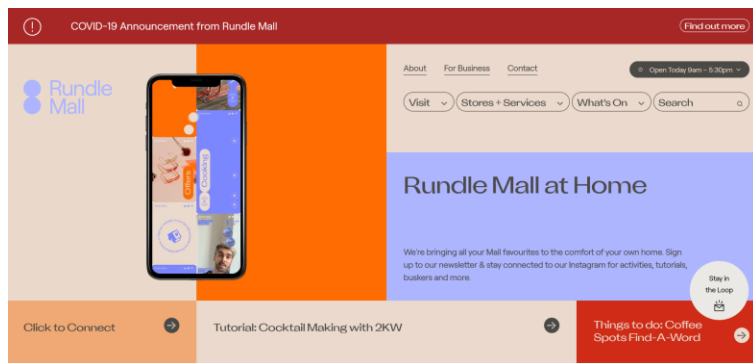 COVID-19 Announcement from Rundle Mall
Find out more
Rundle
Mall
About
For Business
Contact
Open Today 9am – 5:30pm
Visit
Stores + Services
What's On
Search
Offers
Cooking
Rundle Mall at Home
We're bringing all your Mall favourites to the comfort of your own home. Sign
up to our newsletter & stay connected to our Instagram for activities, tutorials,
buskers and more.
Stay in
the Loop
Click to Connect
Tutorial: Cocktail Making with 2KW
Things to do: Coffee
Spots Find-A-Word